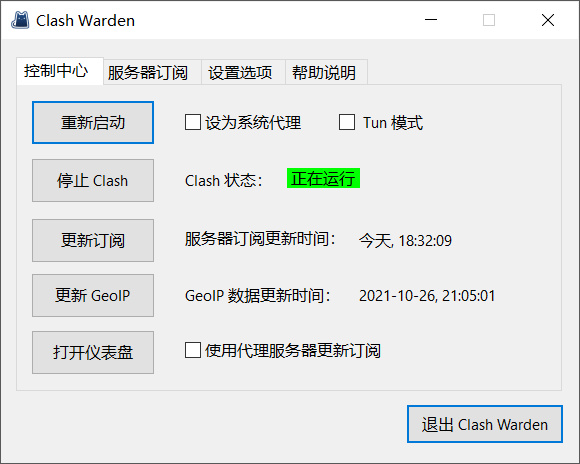 Clash Warden
控制中心 服务器订阅 设置选项 帮助说明
重新启动 设为系统代理 Tun 模式
停止 Clash Clash 状态： 正在运行
更新订阅 服务器订阅更新时间： 今天, 18:32:09
更新 GeoIP GeoIP 数据更新时间： 2021-10-26, 21:05:01
打开仪表盘 使用代理服务器更新订阅
退出 Clash Warden